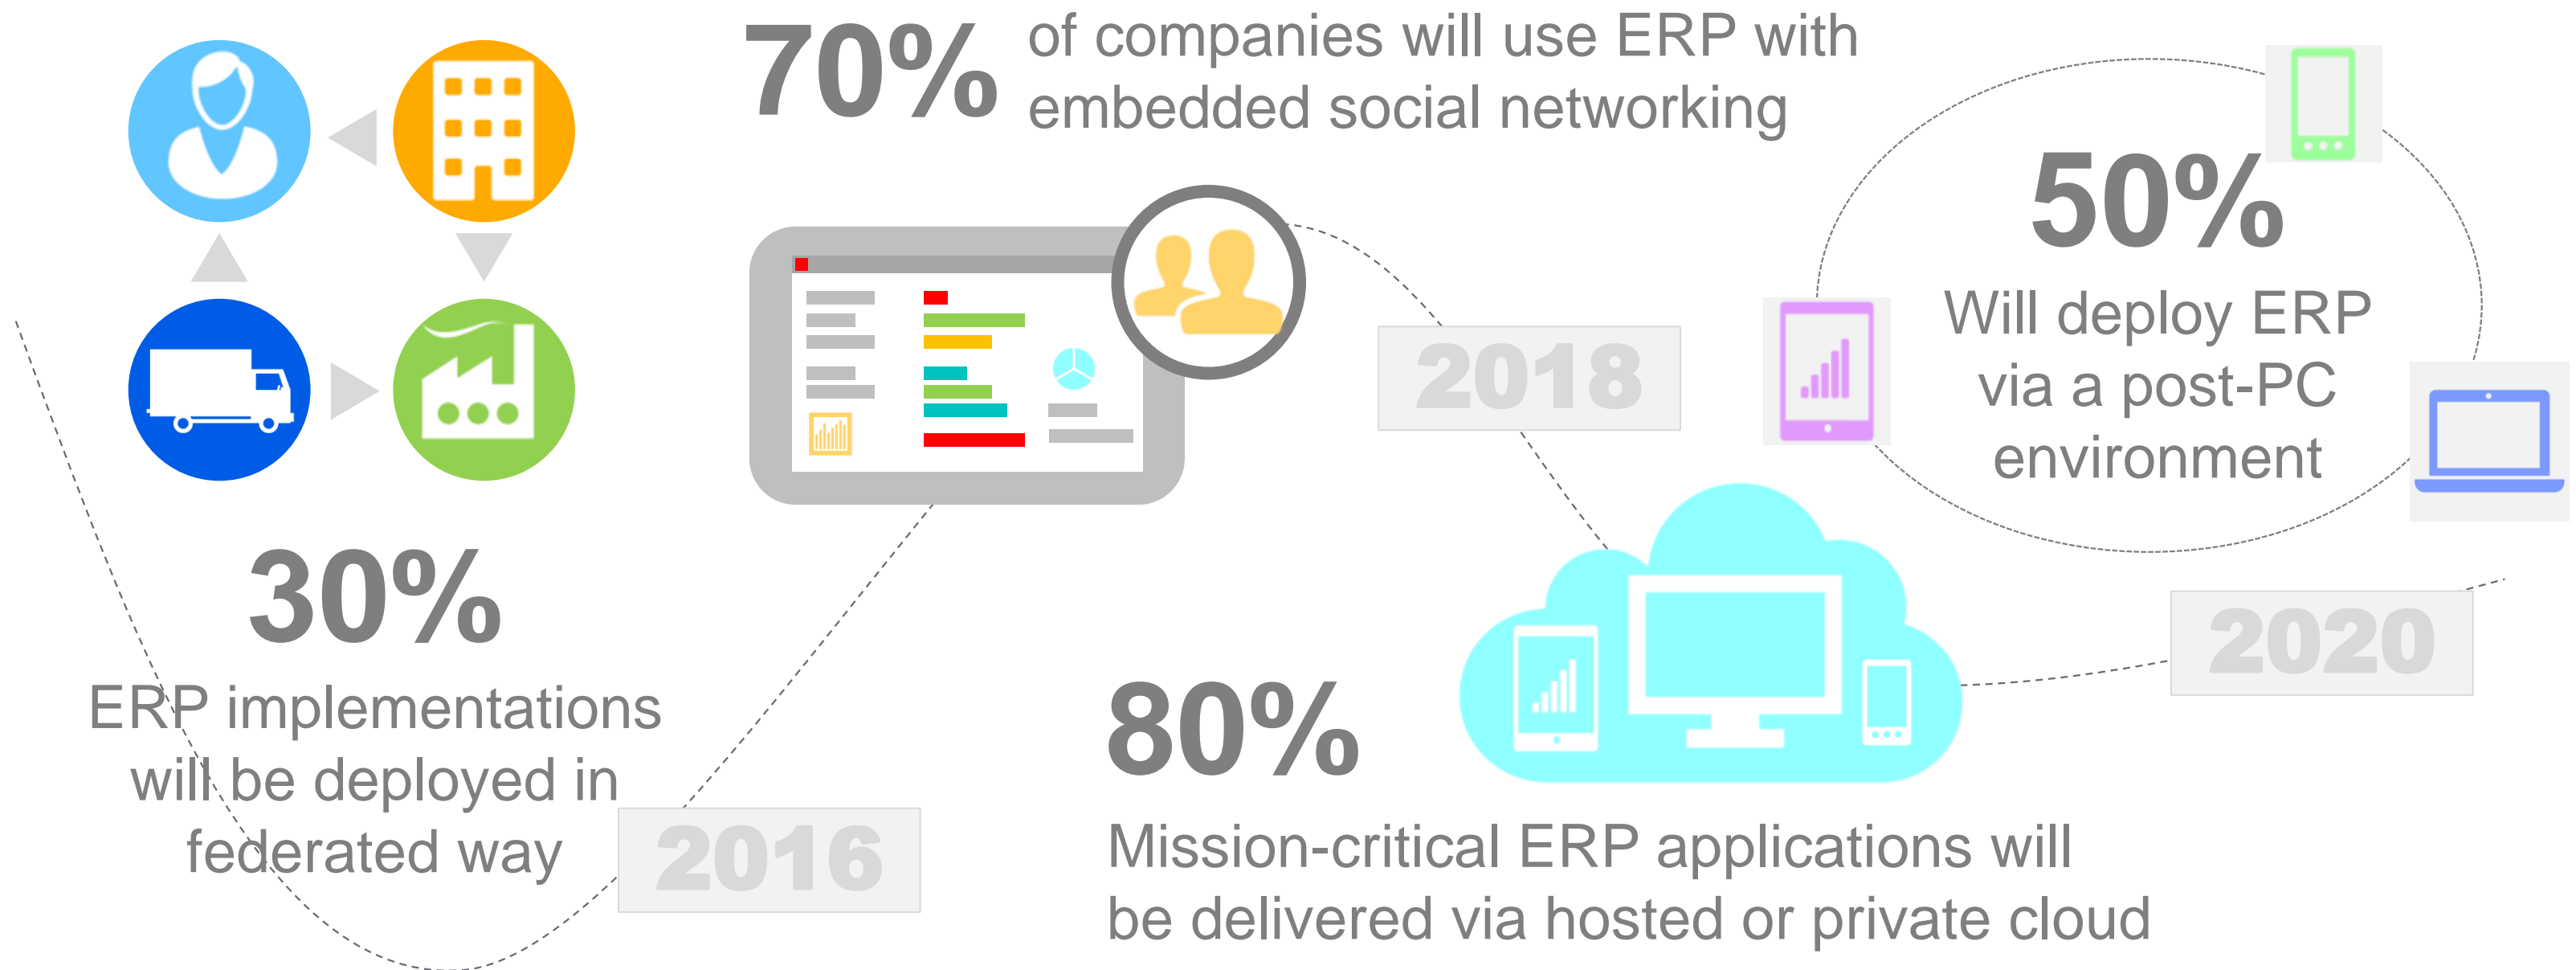 70%
of companies will use ERP with
embedded social networking
50%
Will deploy ERP
via a post-PC
environment
2018
30%
ERP implementations
will be deployed in
federated way
2016
80%
Mission-critical ERP applications will
be delivered via hosted or private cloud
2020